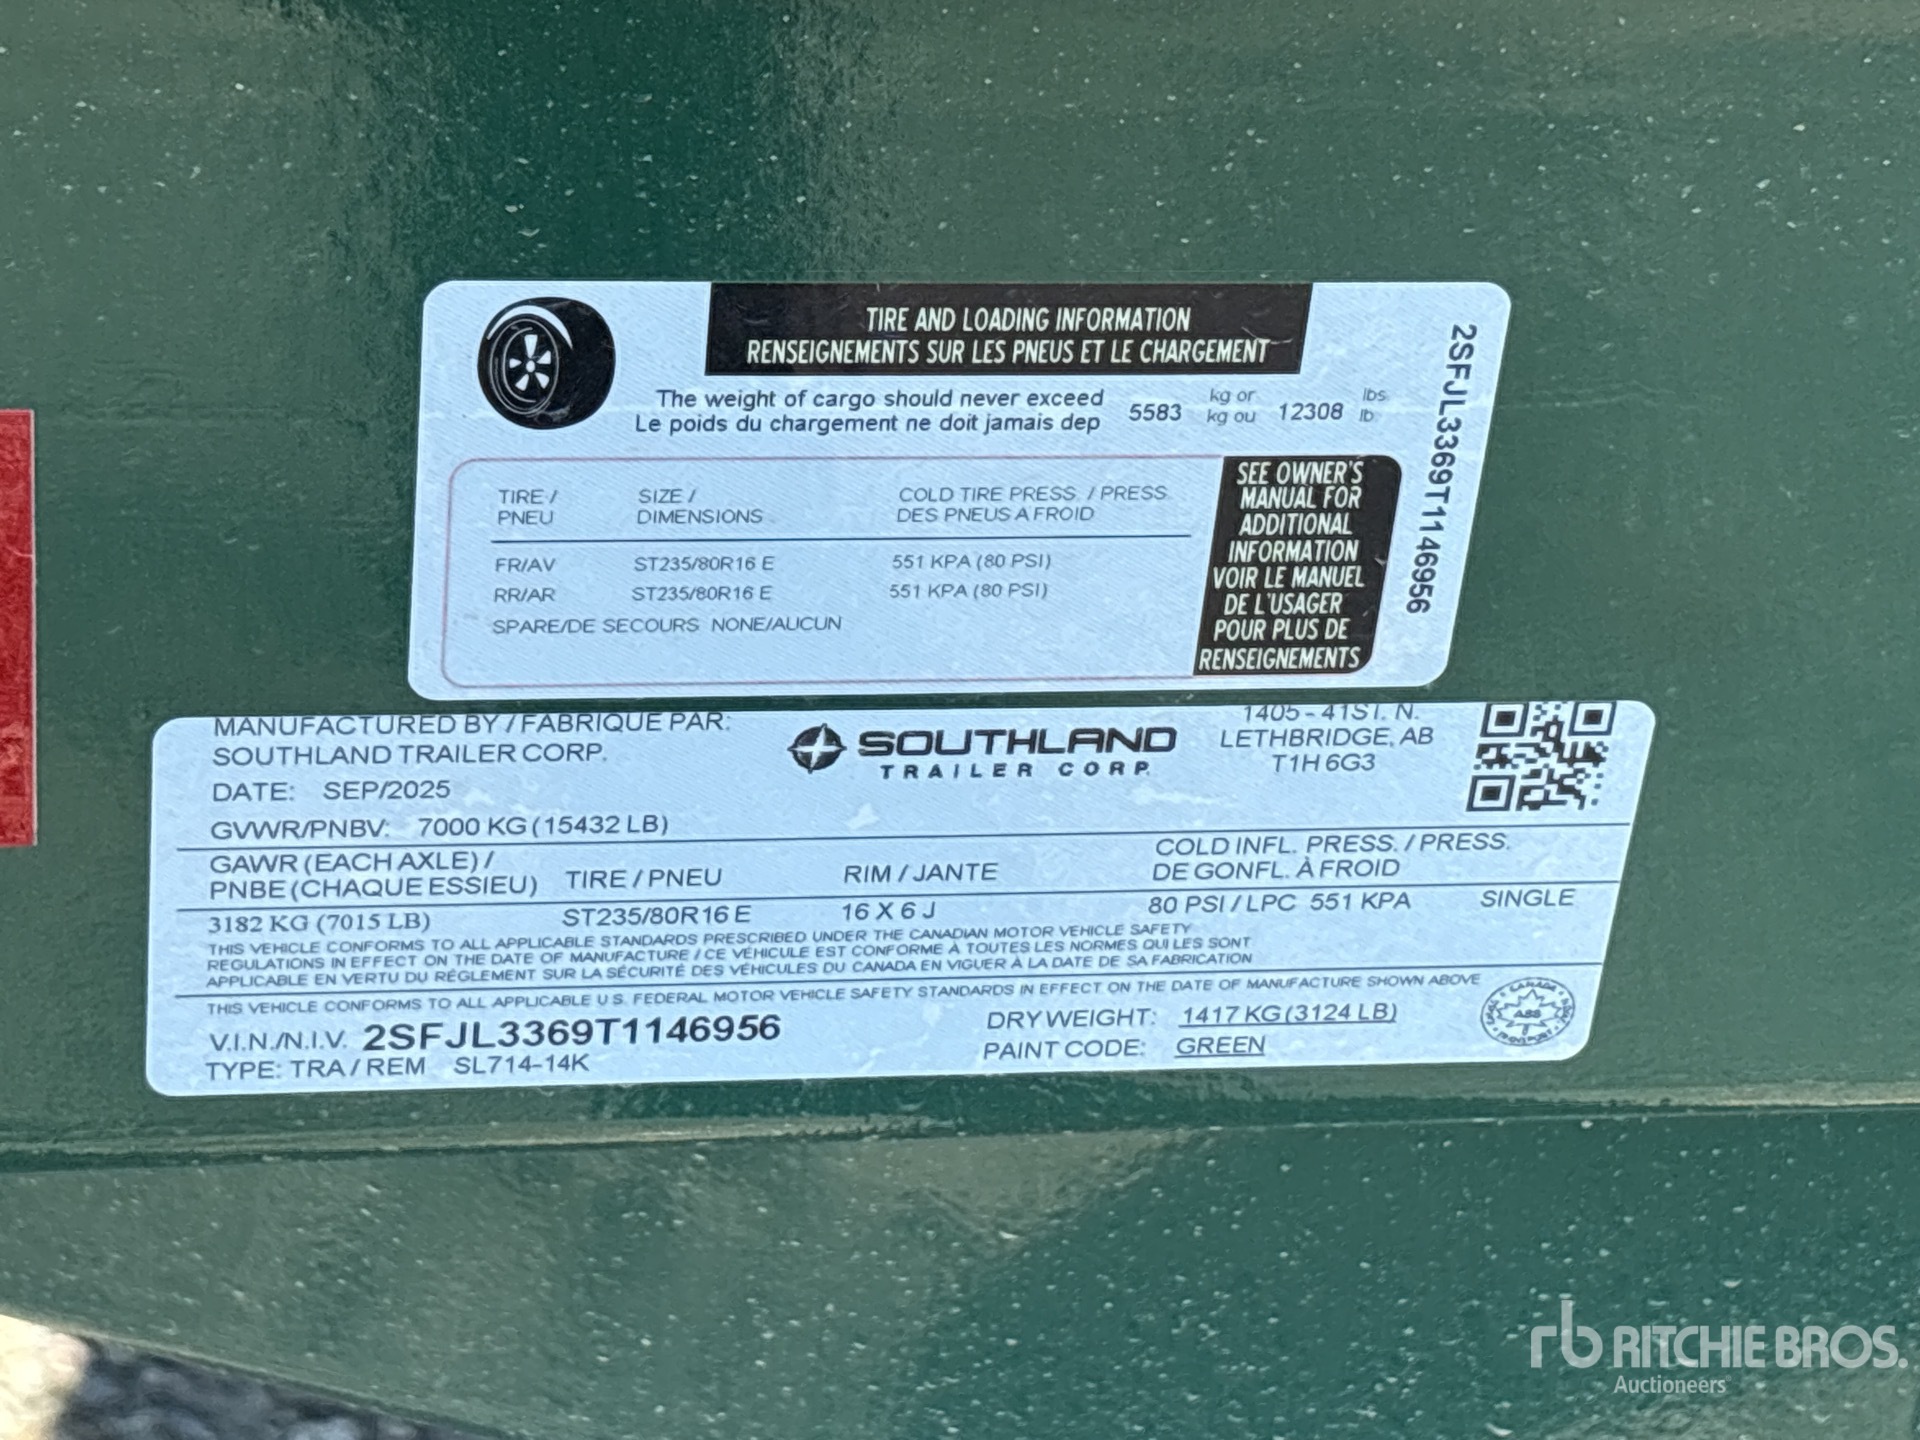 TIRE AND LOADING INFORMATION
RENSEIGNEMENTS SUR LES PNEUS ET LE CHARGEMENT
The weight of cargo should never exceed
Le poids du chargement ne doit jamais dep
5583 kg or 12308 lbs
kg ou lb
TIRE / SIZE / COLD TIRE PRESS. / PRESS
PNEU DIMENSIONS DES PNEUS A FROID
FR/AV ST235/80R16 E 551 KPA (80 PSI)
RR/AR ST235/80R16 E 551 KPA (80 PSI)
SPARE/DE SECOURS NONE/AUCUN
SEE OWNER'S
MANUAL FOR
ADDITIONAL
INFORMATION
VOIR LE MANUEL
DE L'USAGER
POUR PLUS DE
RENSEIGNEMENTS
2SFJL3369T1146956
MANUFACTURED BY / FABRIQUE PAR:
SOUTHLAND TRAILER CORP.
DATE: SEP/2025
GVWR/PNBV: 7000 KG (15432 LB)
SOUTHLAND
TRAILER CORP.
1405 - 41ST. N.
LETHBRIDGE, AB
T1H 6G3
GAWR (EACH AXLE) /
PNBE (CHAQUE ESSIEU) TIRE / PNEU RIM / JANTE
COLD INFL. PRESS. / PRESS.
DE GONFL. À FROID
3182 KG (7015 LB) ST235/80R16 E 16 X 6 J 80 PSI / LPC 551 KPA SINGLE
THIS VEHICLE CONFORMS TO ALL APPLICABLE STANDARDS PRESCRIBED UNDER THE CANADIAN MOTOR VEHICLE SAFETY
REGULATIONS IN EFFECT ON THE DATE OF MANUFACTURE / CE VÉHICULE EST CONFORME À TOUTES LES NORMES QUI LES SONT
APPLICABLE EN VERTU DU RÉGLEMENT SUR LA SÉCURITÉ DES VÉHICULES DU CANADA EN VIGUER À LA DATE DE SA FABRICATION
THIS VEHICLE CONFORMS TO ALL APPLICABLE U.S. FEDERAL MOTOR VEHICLE SAFETY STANDARDS IN EFFECT ON THE DATE OF MANUFACTURE SHOWN ABOVE
V.I.N./N.I.V. 2SFJL3369T1146956
TYPE: TRA / REM SL714-14K
DRY WEIGHT: 1417 KG (3124 LB)
PAINT CODE: GREEN
CANADA
ABS
rb RITCHIE BROS.
Auctioneers